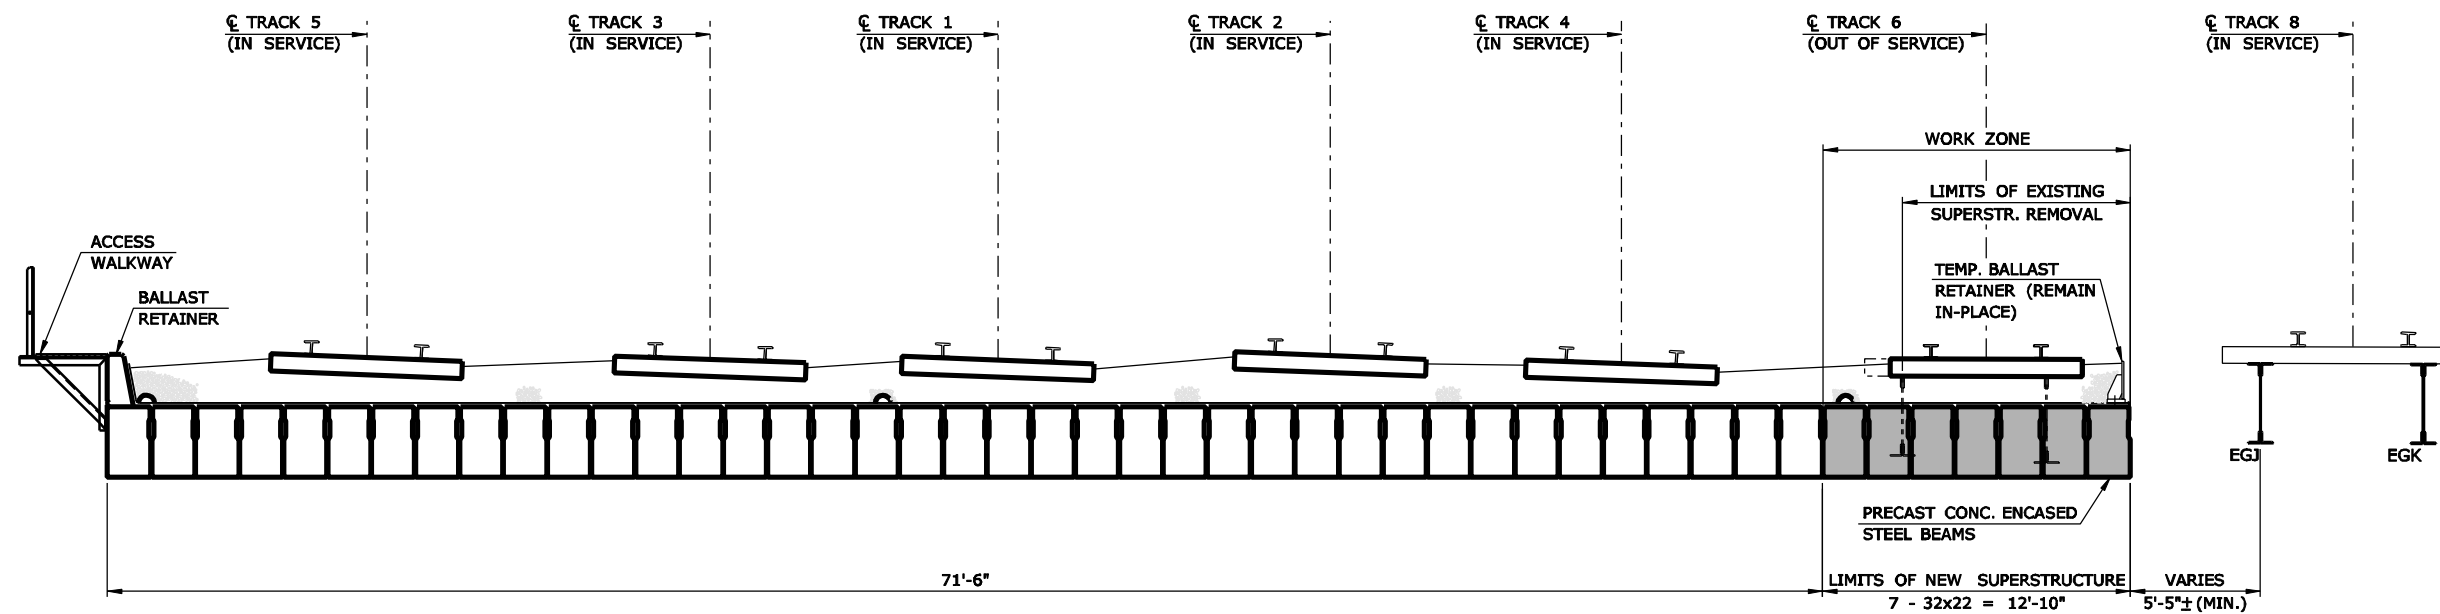 ℄ TRACK 5
(IN SERVICE)
℄ TRACK 3
(IN SERVICE)
℄ TRACK 1
(IN SERVICE)
℄ TRACK 2
(IN SERVICE)
℄ TRACK 4
(IN SERVICE)
℄ TRACK 6
(OUT OF SERVICE)
℄ TRACK 8
(IN SERVICE)
WORK ZONE
LIMITS OF EXISTING
SUPERSTR. REMOVAL
ACCESS
WALKWAY
BALLAST
RETAINER
TEMP. BALLAST
RETAINER (REMAIN
IN-PLACE)
EGJ
EGK
PRECAST CONC. ENCASED
STEEL BEAMS
71'-6"
LIMITS OF NEW SUPERSTRUCTURE
7 - 32x22 = 12'-10"
VARIES
5'-5"± (MIN.)